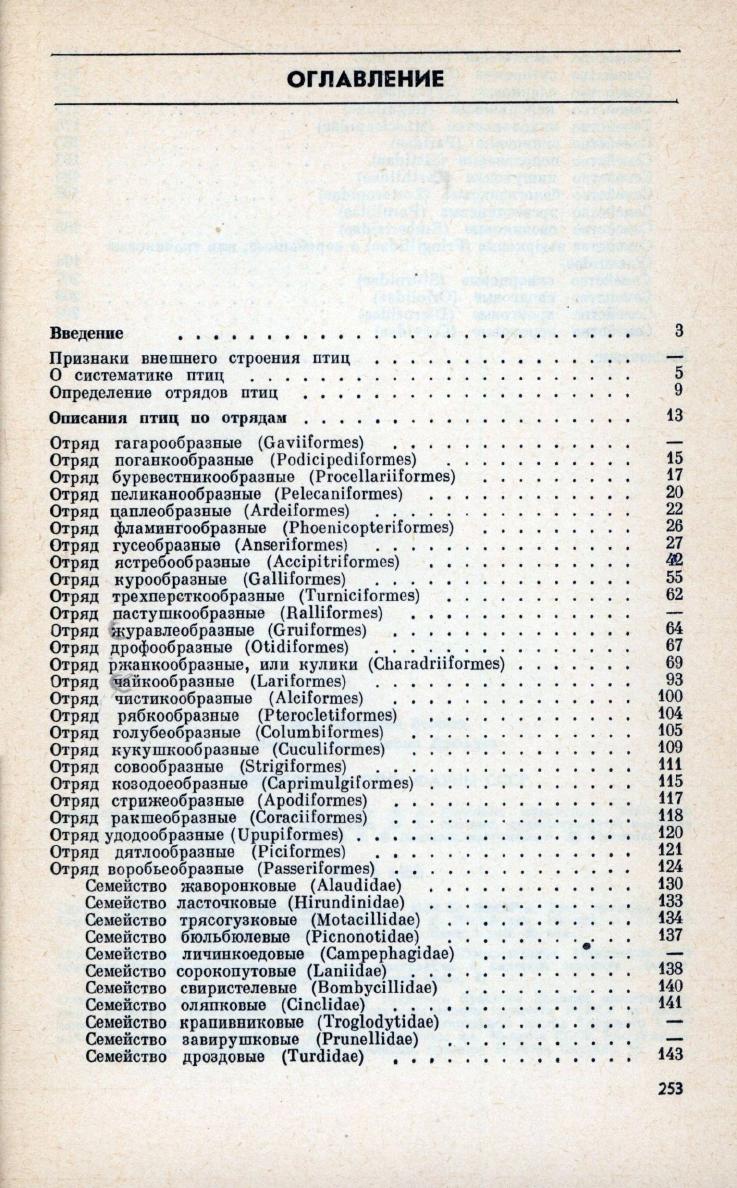 ОГЛАВЛЕНИЕ
Введение . . . . . . . . . . . . . . . . . . . . . . . . . . 3
Признаки внешнего строения птиц . . . . . . . . . . . . . . . —
О систематике птиц . . . . . . . . . . . . . . . . . . . . . . 5
Определение отрядов птиц . . . . . . . . . . . . . . . . . . . 9
Описания птиц по отрядам . . . . . . . . . . . . . . . . . . . 13
Отряд гагарообразные (Gaviiformes) . . . . . . . . . . . . . . —
Отряд поганкообразные (Podicipediformes) . . . . . . . . . . . 15
Отряд буревестникообразные (Procellariiformes) . . . . . . . . 17
Отряд пеликанообразные (Pelecaniformes) . . . . . . . . . . . 20
Отряд цаплеобразные (Ardeiformes) . . . . . . . . . . . . . . 22
Отряд фламингообразные (Phoenicopteriformes) . . . . . . . . . 26
Отряд гусеобразные (Anseriformes) . . . . . . . . . . . . . . 27
Отряд ястребообразные (Accipitriformes) . . . . . . . . . . . 42
Отряд курообразные (Galliformes) . . . . . . . . . . . . . . . 55
Отряд трехперсткообразные (Turniciformes) . . . . . . . . . . 62
Отряд пастушкообразные (Ralliformes) . . . . . . . . . . . . . —
Отряд журавлеобразные (Gruiformes) . . . . . . . . . . . . . . 64
Отряд дрофообразные (Otidiformes) . . . . . . . . . . . . . . 67
Отряд ржанкообразные, или кулики (Charadriiformes) . . . . . . 69
Отряд чайкообразные (Lariformes) . . . . . . . . . . . . . . . 93
Отряд чистикообразные (Alciformes) . . . . . . . . . . . . . . 100
Отряд рябкообразные (Pterocletiformes) . . . . . . . . . . . . 104
Отряд голубеобразные (Columbiformes) . . . . . . . . . . . . . 105
Отряд кукушкообразные (Cuculiformes) . . . . . . . . . . . . . 109
Отряд совообразные (Strigiformes) . . . . . . . . . . . . . . 111
Отряд козодоеобразные (Caprimulgiformes) . . . . . . . . . . . 115
Отряд стрижеобразные (Apodiformes) . . . . . . . . . . . . . . 117
Отряд ракшеобразные (Coraciiformes) . . . . . . . . . . . . . 118
Отряд удодообразные (Upupiformes) . . . . . . . . . . . . . . 120
Отряд дятлообразные (Piciformes) . . . . . . . . . . . . . . . 121
Отряд воробьеобразные (Passeriformes) . . . . . . . . . . . . 124
Семейство жаворонковые (Alaudidae) . . . . . . . . . . . . 130
Семейство ласточковые (Hirundinidae) . . . . . . . . . . . 133
Семейство трясогузковые (Motacillidae) . . . . . . . . . . 134
Семейство бюльбюлевые (Picnonotidae) . . . . . . . . . . . 137
Семейство личинкоедовые (Campephagidae) . . . . . . . . . —
Семейство сорокопутовые (Laniidae) . . . . . . . . . . . . 138
Семейство свиристелевые (Bombycillidae) . . . . . . . . . 140
Семейство оляпковые (Cinclidae) . . . . . . . . . . . . . 141
Семейство крапивниковые (Troglodytidae) . . . . . . . . . —
Семейство завирушковые (Prunellidae) . . . . . . . . . . . —
Семейство дроздовые (Turdidae) . . . . . . . . . . . . . . 143
253